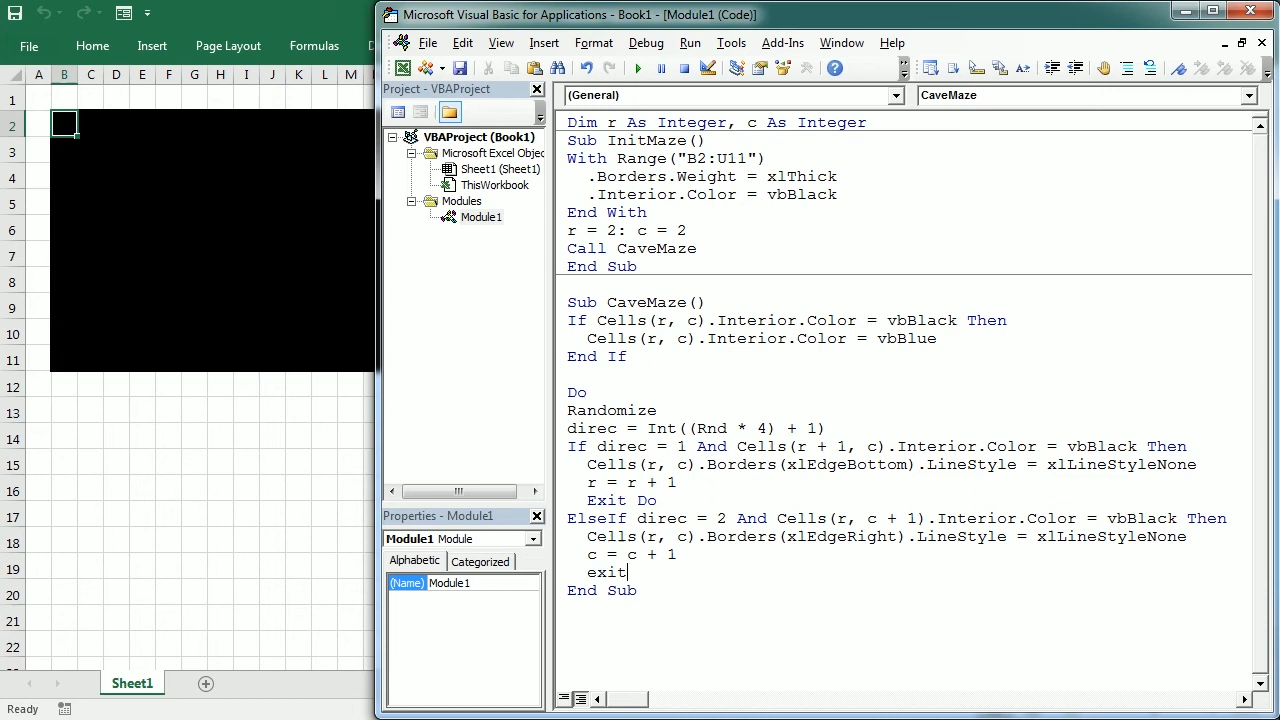 File
Home
Insert
Page Layout
Formulas
A B C D E F G H I J K L M
1
2
3
4
5
6
7
8
9
10
11
12
13
14
15
16
17
18
19
20
21
22
Sheet1
Ready
Microsoft Visual Basic for Applications - Book1 - [Module1 (Code)]
File Edit View Insert Format Debug Run Tools Add-Ins Window Help
Project - VBAProject
VBAProject (Book1)
Microsoft Excel Objec
Sheet1 (Sheet1)
ThisWorkbook
Modules
Module1
Properties - Module1
Module1 Module
Alphabetic Categorized
(Name) Module1
(General) CaveMaze
Dim r As Integer, c As Integer
Sub InitMaze()
With Range("B2:U11")
.Borders.Weight = xlThick
.Interior.Color = vbBlack
End With
r = 2: c = 2
Call CaveMaze
End Sub
Sub CaveMaze()
If Cells(r, c).Interior.Color = vbBlack Then
Cells(r, c).Interior.Color = vbBlue
End If
Do
Randomize
direc = Int((Rnd * 4) + 1)
If direc = 1 And Cells(r + 1, c).Interior.Color = vbBlack Then
Cells(r, c).Borders(xlEdgeBottom).LineStyle = xlLineStyleNone
r = r + 1
Exit Do
ElseIf direc = 2 And Cells(r, c + 1).Interior.Color = vbBlack Then
Cells(r, c).Borders(xlEdgeRight).LineStyle = xlLineStyleNone
c = c + 1
exit
End Sub